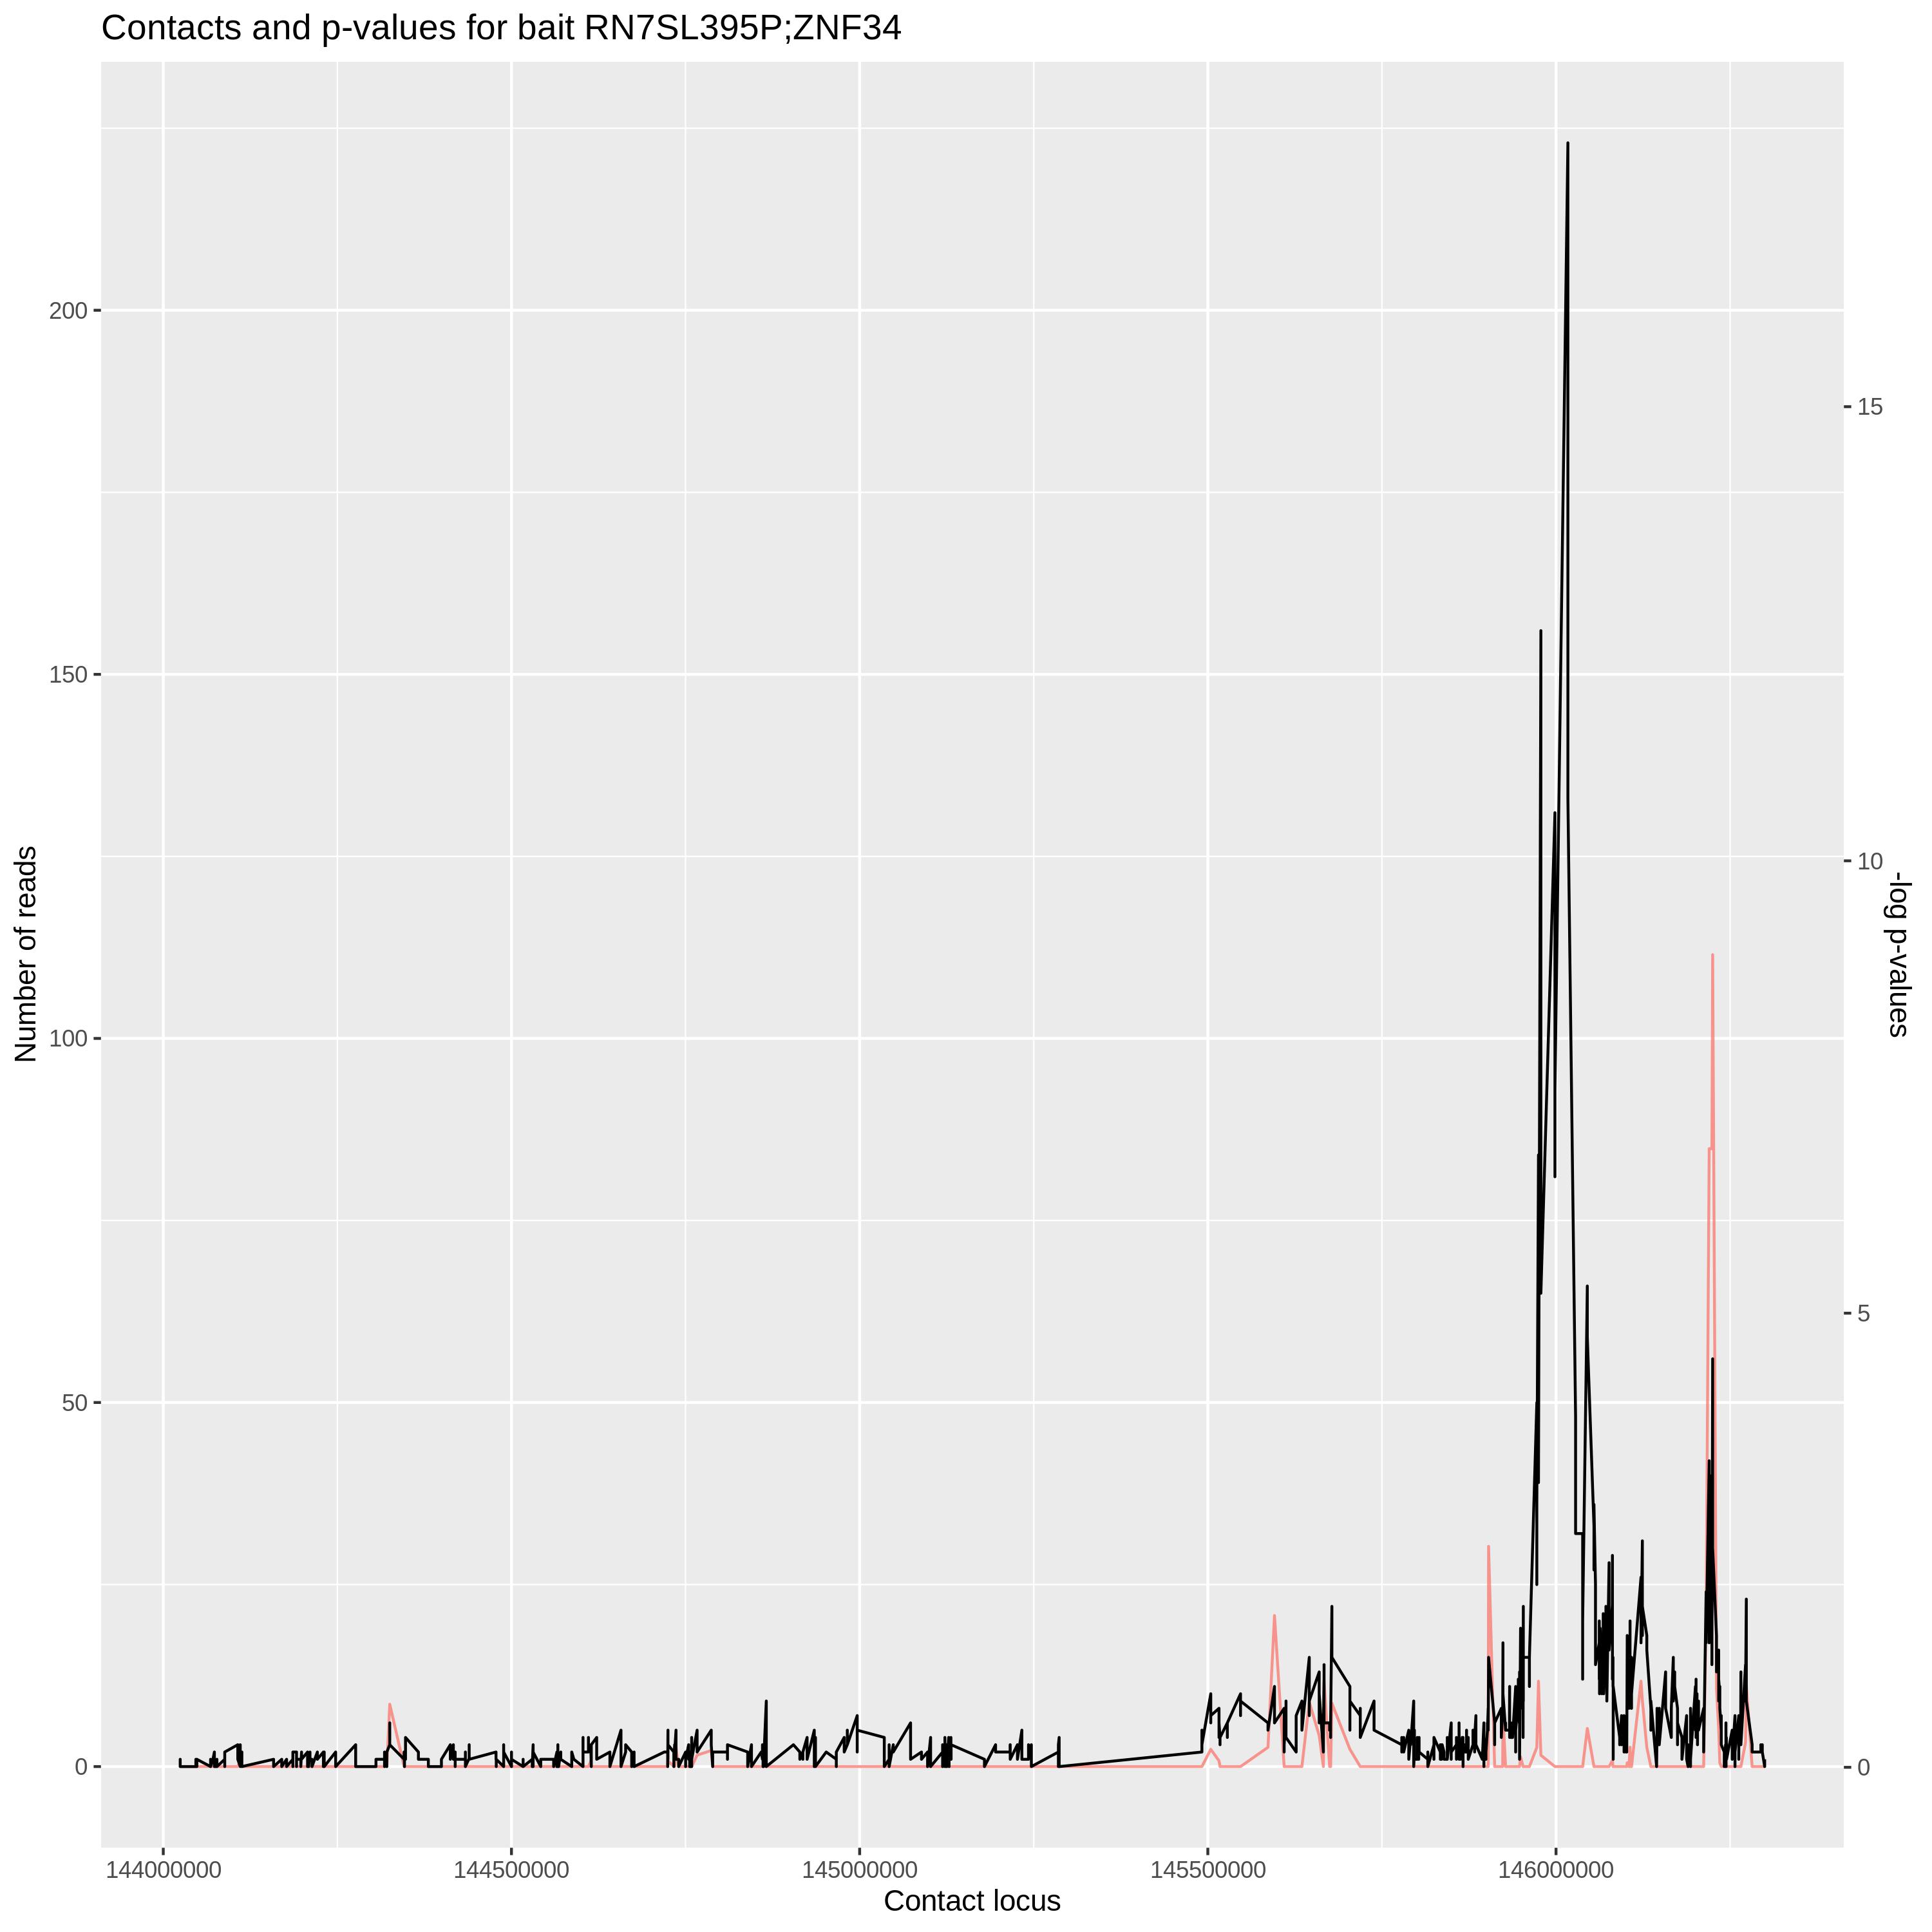 Contacts and p-values for bait RN7SL395P;ZNF34
Number of reads
200
150
100
50
0
15
10
5
0
-log p-values
144000000 144500000 145000000 145500000 146000000
Contact locus